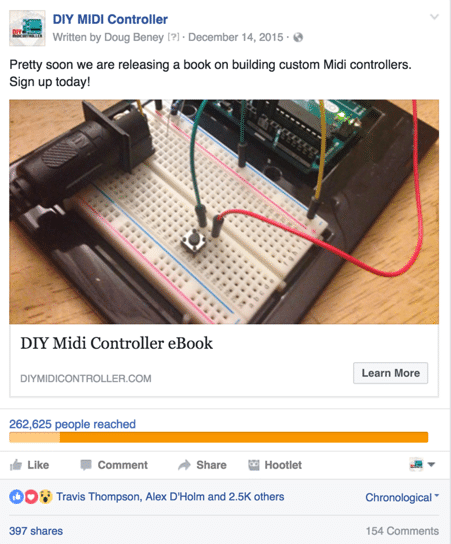 DIY MIDI Controller
Written by Doug Beney [?] · December 14, 2015 ·
Pretty soon we are releasing a book on building custom Midi controllers.
Sign up today!
DIY Midi Controller eBook
DIYMIDICONTROLLER.COM
Learn More
262,625 people reached
Like
Comment
Share
Hootlet
Travis Thompson, Alex D'Holm and 2.5K others
Chronological
397 shares
154 Comments